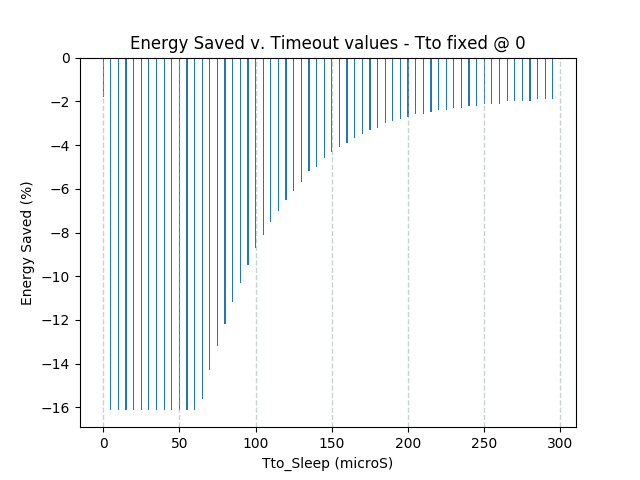 Energy Saved v. Timeout values - Tto fixed @ 0
0
−2
−4
−6
−8
−10
−12
−14
−16
Energy Saved (%)
0 50 100 150 200 250 300
Tto_Sleep (microS)